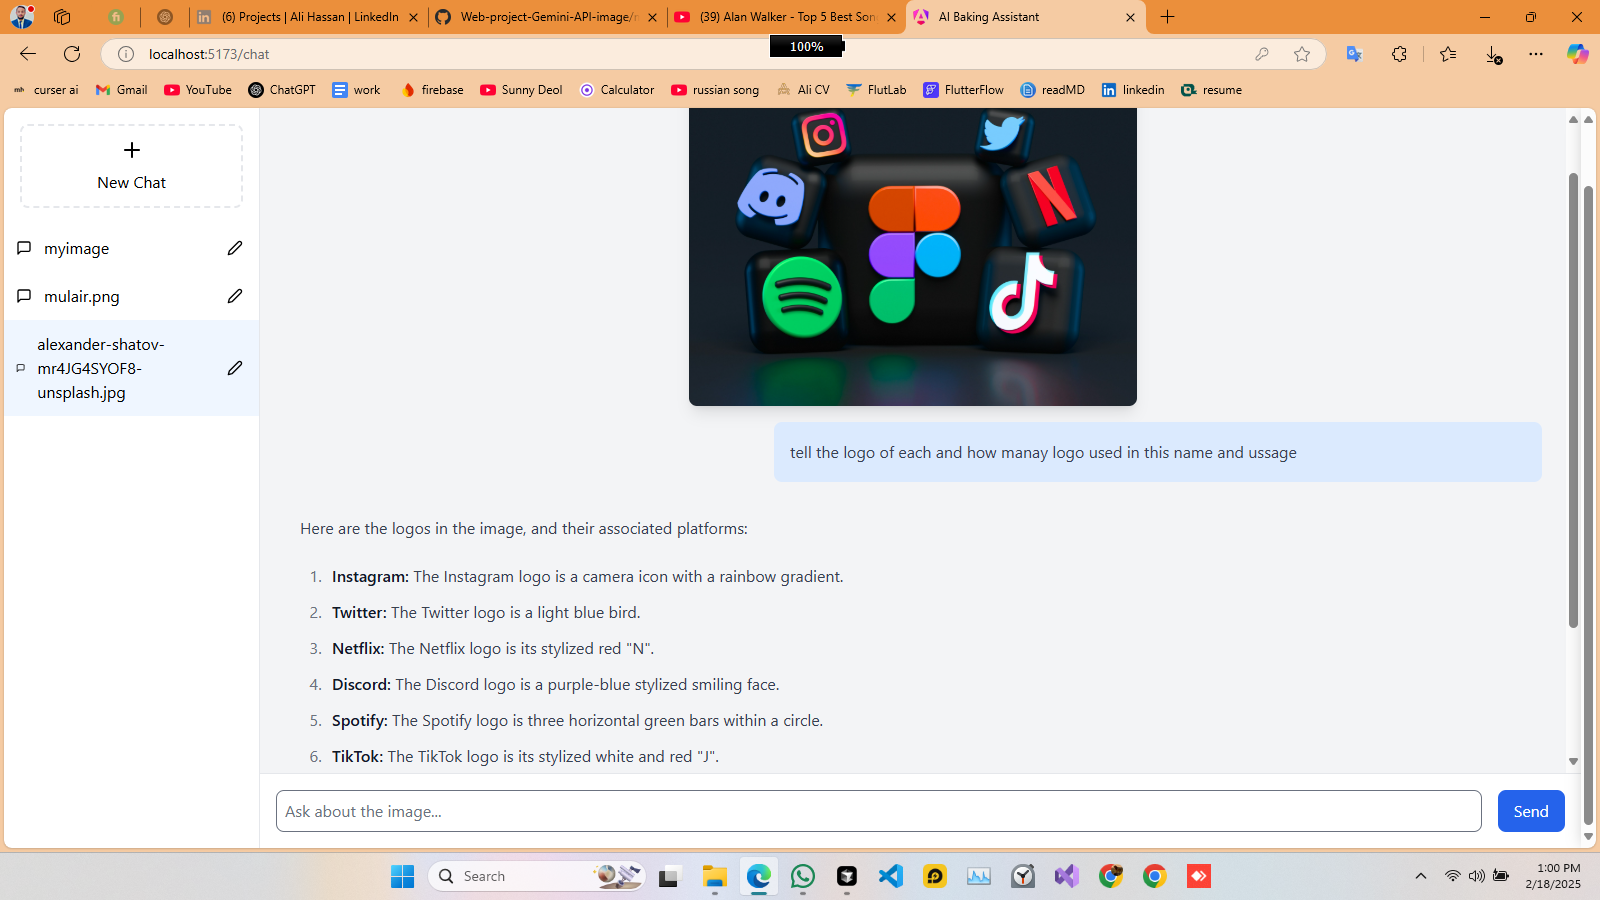 (6) Projects | Ali Hassan | LinkedIn
Web-project-Gemini-API-image/
(39) Alan Walker - Top 5 Best Son
AI Baking Assistant
localhost:5173/chat
100%
curser ai
Gmail
YouTube
ChatGPT
work
firebase
Sunny Deol
Calculator
russian song
Ali CV
FlutLab
FlutterFlow
readMD
linkedin
resume
New Chat
myimage
mulair.png
alexander-shatov-
mr4JG4SYOF8-
unsplash.jpg
tell the logo of each and how manay logo used in this name and ussage
Here are the logos in the image, and their associated platforms:
1. Instagram: The Instagram logo is a camera icon with a rainbow gradient.
2. Twitter: The Twitter logo is a light blue bird.
3. Netflix: The Netflix logo is its stylized red "N".
4. Discord: The Discord logo is a purple-blue stylized smiling face.
5. Spotify: The Spotify logo is three horizontal green bars within a circle.
6. TikTok: The TikTok logo is its stylized white and red "J".
Ask about the image...
Send
Search
1:00 PM
2/18/2025